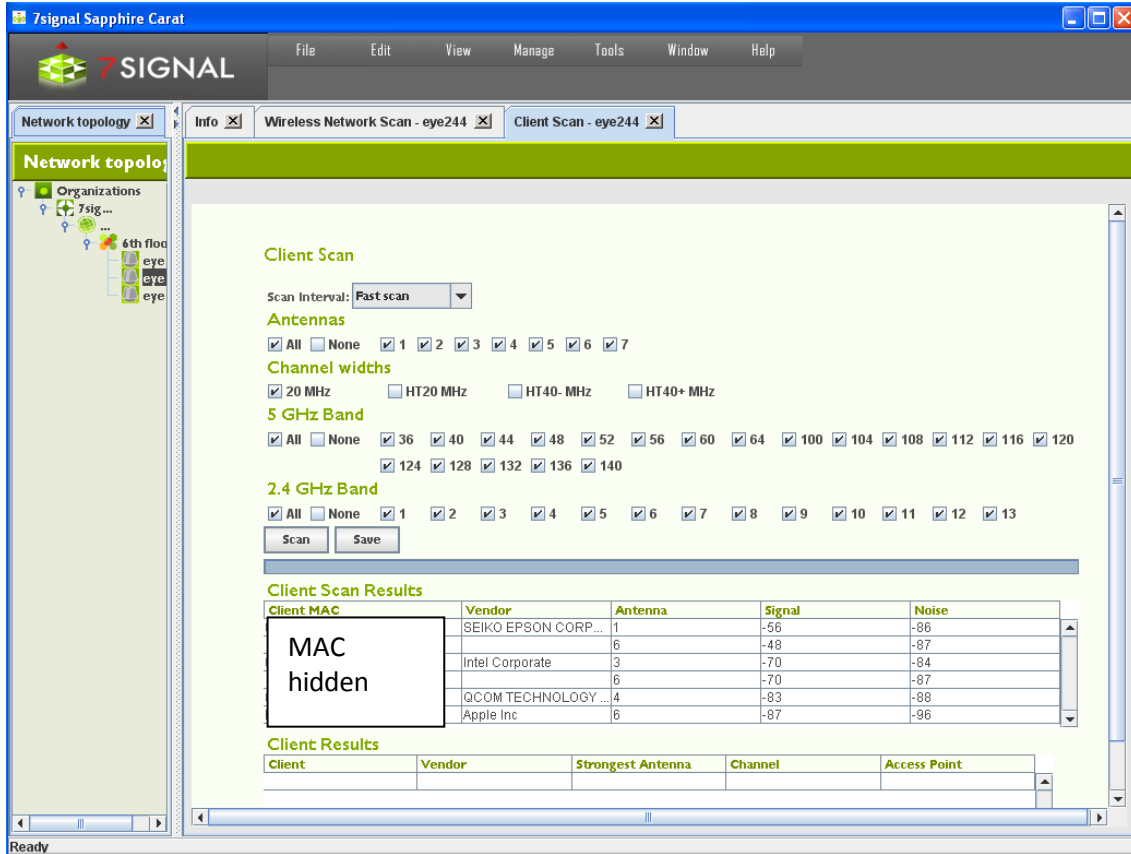 7signal Sapphire Carat
7SIGNAL
File Edit View Manage Tools Window Help
Network topology
Info
Wireless Network Scan - eye244
Client Scan - eye244
Network topolog
Organizations
7sig...
...
6th floo
eye
eye
eye
Client Scan
Scan Interval: Fast scan
Antennas
All None 1 2 3 4 5 6 7
Channel widths
20 MHz HT20 MHz HT40- MHz HT40+ MHz
5 GHz Band
All None 36 40 44 48 52 56 60 64 100 104 108 112 116 120
124 128 132 136 140
2.4 GHz Band
All None 1 2 3 4 5 6 7 8 9 10 11 12 13
Scan Save
Client Scan Results
Client MAC Vendor Antenna Signal Noise
SEIKO EPSON CORP... 1 -56 -86
6 -48 -87
Intel Corporate 3 -70 -84
6 -70 -87
QCOM TECHNOLOGY ... 4 -83 -88
Apple Inc 6 -87 -96
MAC
hidden
Client Results
Client Vendor Strongest Antenna Channel Access Point
Ready